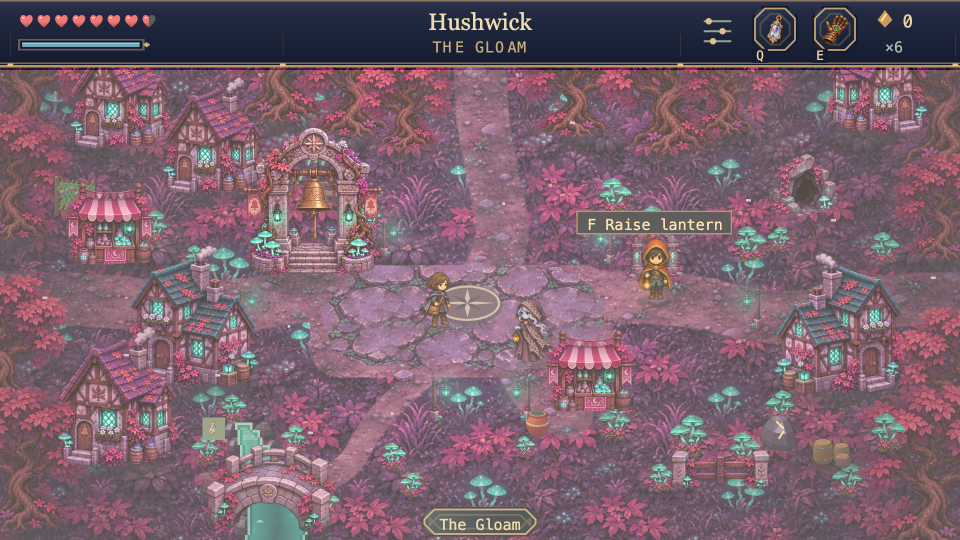 Hushwick
THE GLOAM
Q
E
0
×6
F Raise lantern
The Gloam